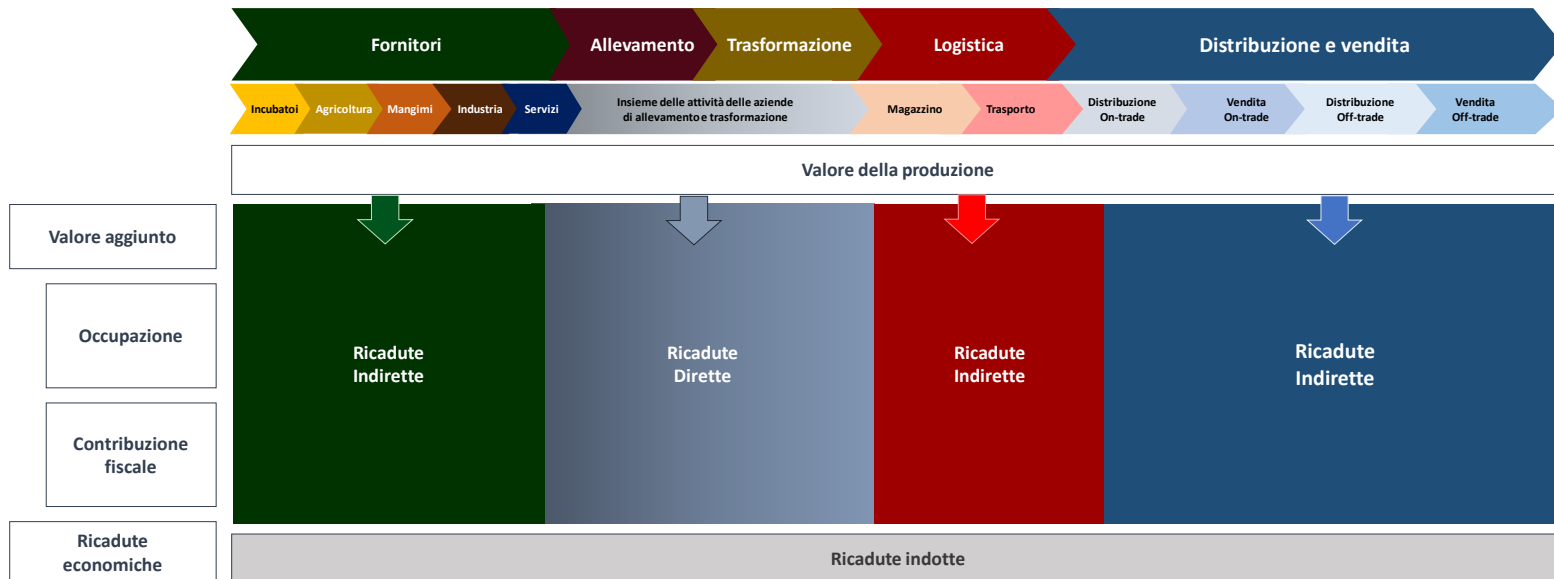 Fornitori
Allevamento
Trasformazione
Logistica
Distribuzione e vendita
Incubatoi
Agricoltura
Mangimi
Industria
Servizi
Insieme delle attività delle aziende
di allevamento e trasformazione
Magazzino
Trasporto
Distribuzione
On-trade
Vendita
On-trade
Distribuzione
Off-trade
Vendita
Off-trade
Valore della produzione
Valore aggiunto
Occupazione
Contribuzione
fiscale
Ricadute
economiche
Ricadute
Indirette
Ricadute
Dirette
Ricadute
Indirette
Ricadute
Indirette
Ricadute indotte